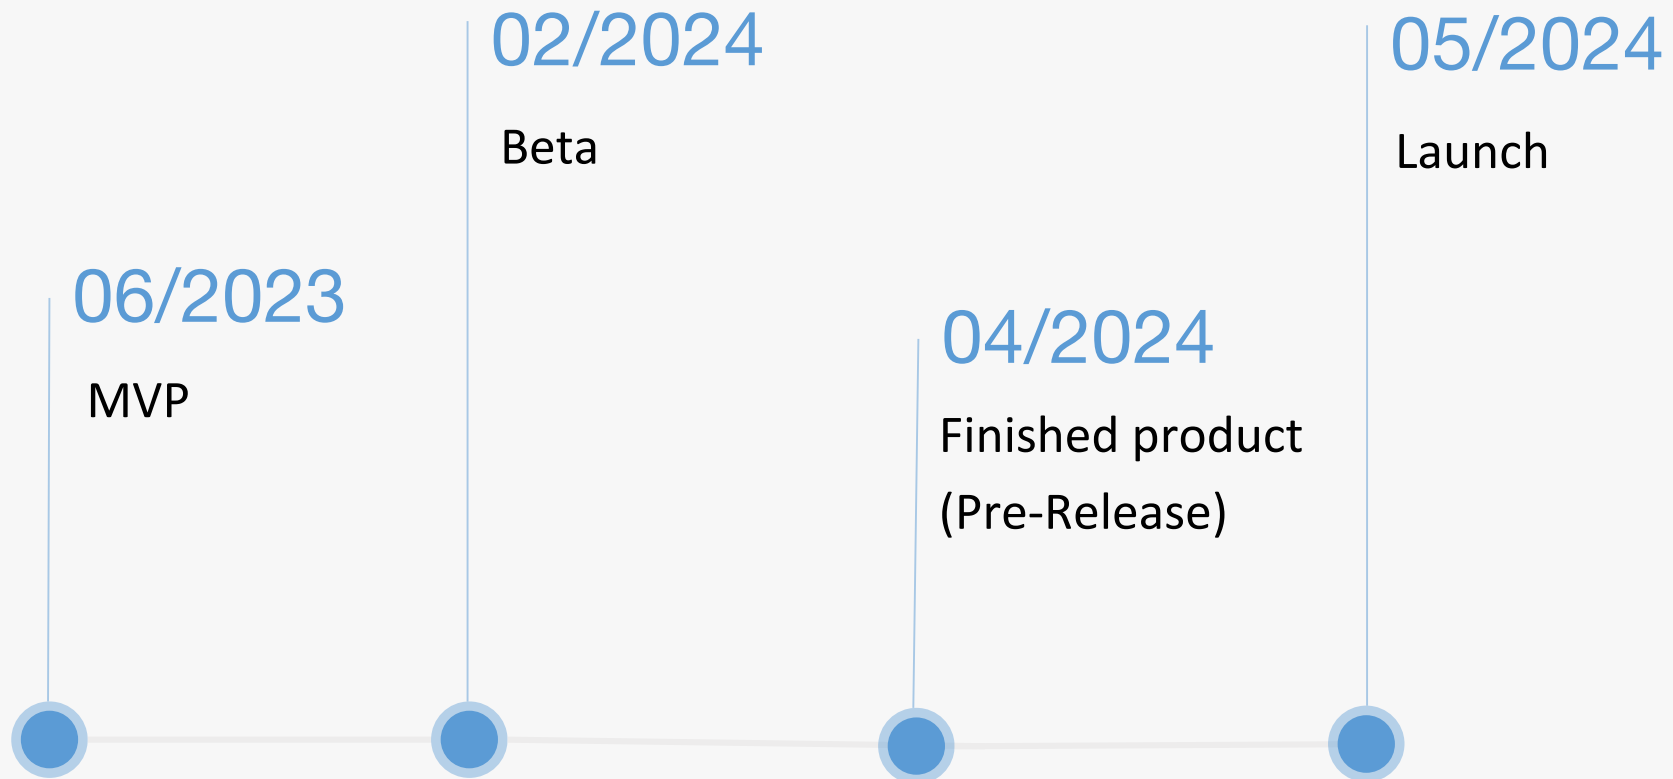 06/2023
MVP
02/2024
Beta
04/2024
Finished product
(Pre-Release)
05/2024
Launch